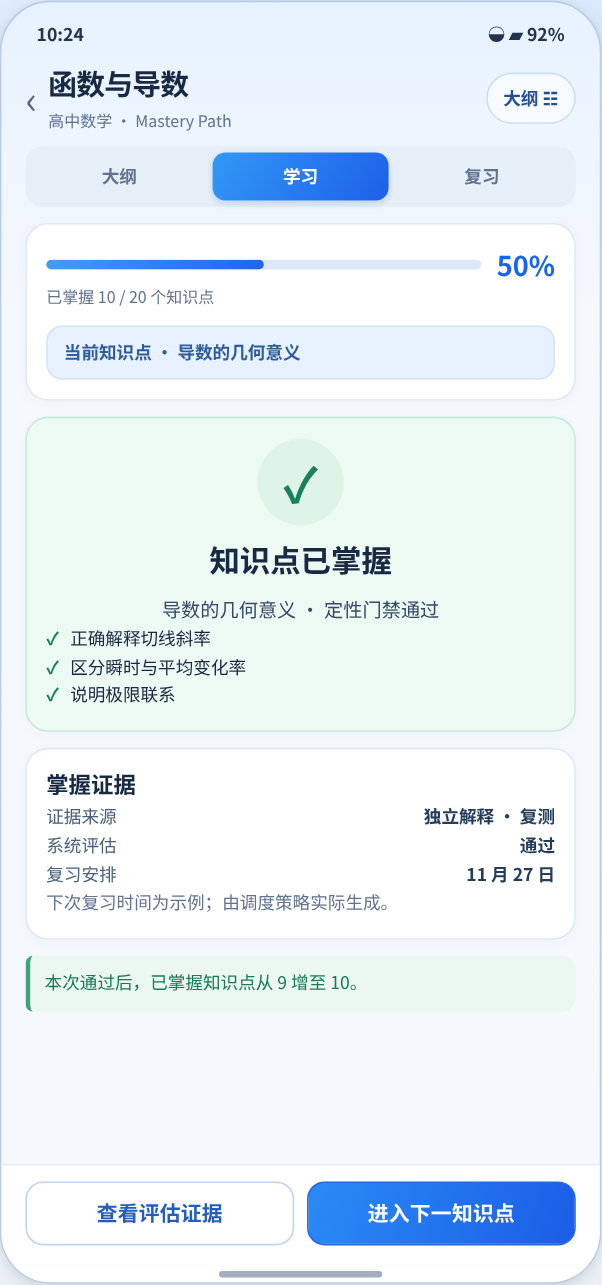 10:24
92%
函数与导数
高中数学 · Mastery Path
大纲
大纲
学习
复习
50%
已掌握 10 / 20 个知识点
当前知识点 · 导数的几何意义
✓
知识点已掌握
导数的几何意义 · 定性门禁通过
✓ 正确解释切线斜率
✓ 区分瞬时与平均变化率
✓ 说明极限联系
掌握证据
证据来源 独立解释 · 复测
系统评估 通过
复习安排 11 月 27 日
下次复习时间为示例；由调度策略实际生成。
本次通过后，已掌握知识点从 9 增至 10。
查看评估证据
进入下一知识点